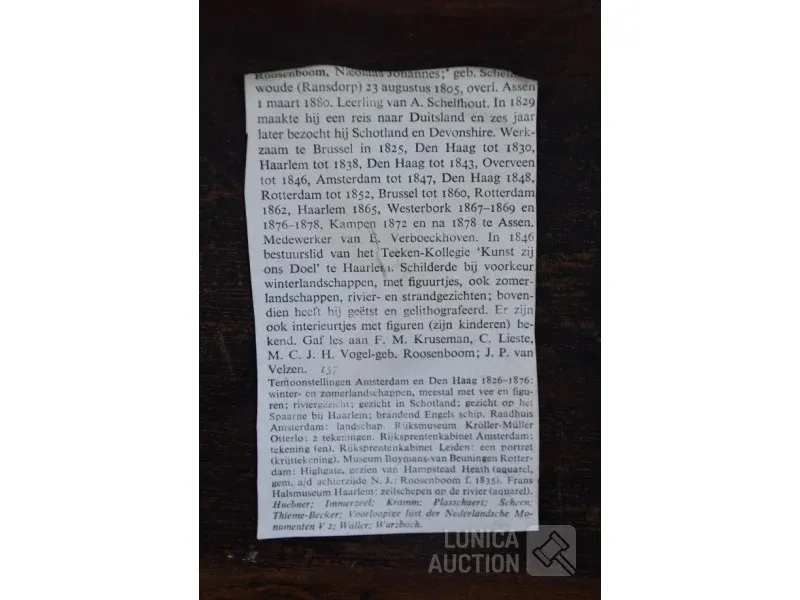 Roosenboom, Nicolaas Johannes;* geb. Schellingwoude
woude (Ransdorp) 23 augustus 1805, overl. Assen
1 maart 1880. Leerling van A. Schelfhout. In 1829
maakte hij een reis naar Duitsland en zes jaar
later bezocht hij Schotland en Devonshire. Werk-
zaam te Brussel in 1825, Den Haag tot 1830,
Haarlem tot 1838, Den Haag tot 1843, Overveen
tot 1846, Amsterdam tot 1847, Den Haag 1848,
Rotterdam tot 1852, Brussel tot 1860, Rotterdam
1862, Haarlem 1865, Westerbork 1867–1869 en
1876–1878, Kampen 1872 en na 1878 te Assen.
Medewerker van E. Verboeckhoven. In 1846
bestuurslid van het Teeken-Kollegie ‘Kunst zij
ons Doel’ te Haarlem. Schilderde bij voorkeur
winterlandschappen, met figuurtjes, ook zomer-
landschappen, rivier- en strandgezichten; boven-
dien heeft hij geëtst en gelithografeerd. Er zijn
ook interieurtjes met figuren (zijn kinderen) be-
kend. Gaf les aan F. M. Kruseman, C. Lieste,
M. C. J. H. Vogel-geb. Roosenboom; J. P. van
Velzen. 157
Tentoonstellingen Amsterdam en Den Haag 1826–1876:
winter- en zomerlandschappen, meestal met vee en figu-
ren; riviergezicht; gezicht in Schotland; gezicht op het
Spaarne bij Haarlem; brandend Engels schip. Raadhuis
Amsterdam: landschap. Rijksmuseum Kröller-Müller
Otterlo: 2 tekeningen. Rijksprentenkabinet Amsterdam:
tekening (en). Rijksprentenkabinet Leiden: een portret
(krijttekening). Museum Boymans-van Beuningen Rotter-
dam: Highgate, gezien van Hampstead Heath (aquarel,
gem. a/d achterzijde N. J.: Roosenboom f. 1835). Frans
Halsmuseum Haarlem: zeilschepen op de rivier (aquarel).
Huebner; Immerzeel; Kramm; Plasschaert; Scheen;
Thieme-Becker; Voorloopige lijst der Nederlandsche Mo-
numenten V 2; Waller; Wurzbach.
LUNICA
AUCTION